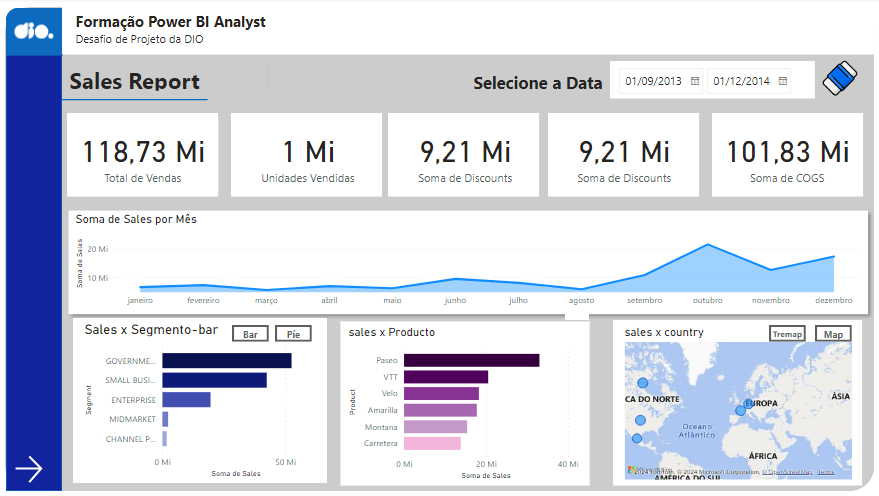 dio.
Formação Power BI Analyst
Desafio de Projeto da DIO
Sales Report
Selecione a Data
01/09/2013
01/12/2014
118,73 Mi
Total de Vendas
1 Mi
Unidades Vendidas
9,21 Mi
Soma de Discounts
9,21 Mi
Soma de Discounts
101,83 Mi
Soma de COGS
Soma de Sales por Mês
Soma de Sales
20 Mi
10 Mi
janeiro fevereiro março abril maio junho julho agosto setembro outubro novembro dezembro
Sales x Segmento-bar
Bar
Píe
Segment
GOVERNME...
SMALL BUSI...
ENTERPRISE
MIDMARKET
CHANNEL P...
0 Mi 50 Mi
Soma de Sales
sales x Producto
Product
Paseo
VTT
Velo
Amarilla
Montana
Carretera
0 Mi 20 Mi 40 Mi
Soma de Sales
sales x country
Tremap
Map
CA DO NORTE
EUROPA
ÁSIA
Oceano
Atlântico
ÁFRICA
AMÉRICA DO SUL
© 2024 Microsoft Corporation, © OpenStreetMap Terms